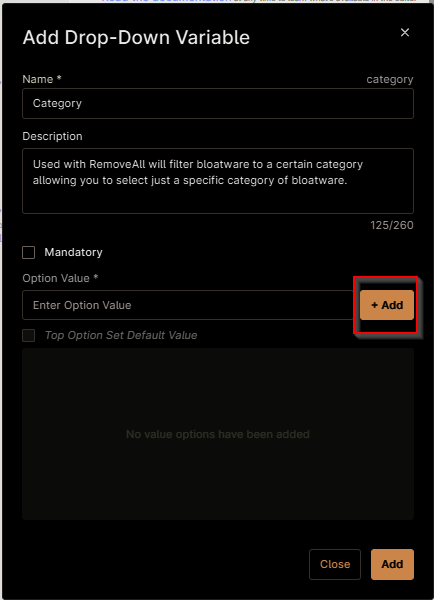 Add Drop-Down Variable
Name * category
Category
Description
Used with RemoveAll will filter bloatware to a certain category
allowing you to select just a specific category of bloatware.
125/260
Mandatory
Option Value *
Enter Option Value + Add
Top Option Set Default Value
No value options have been added
Close Add